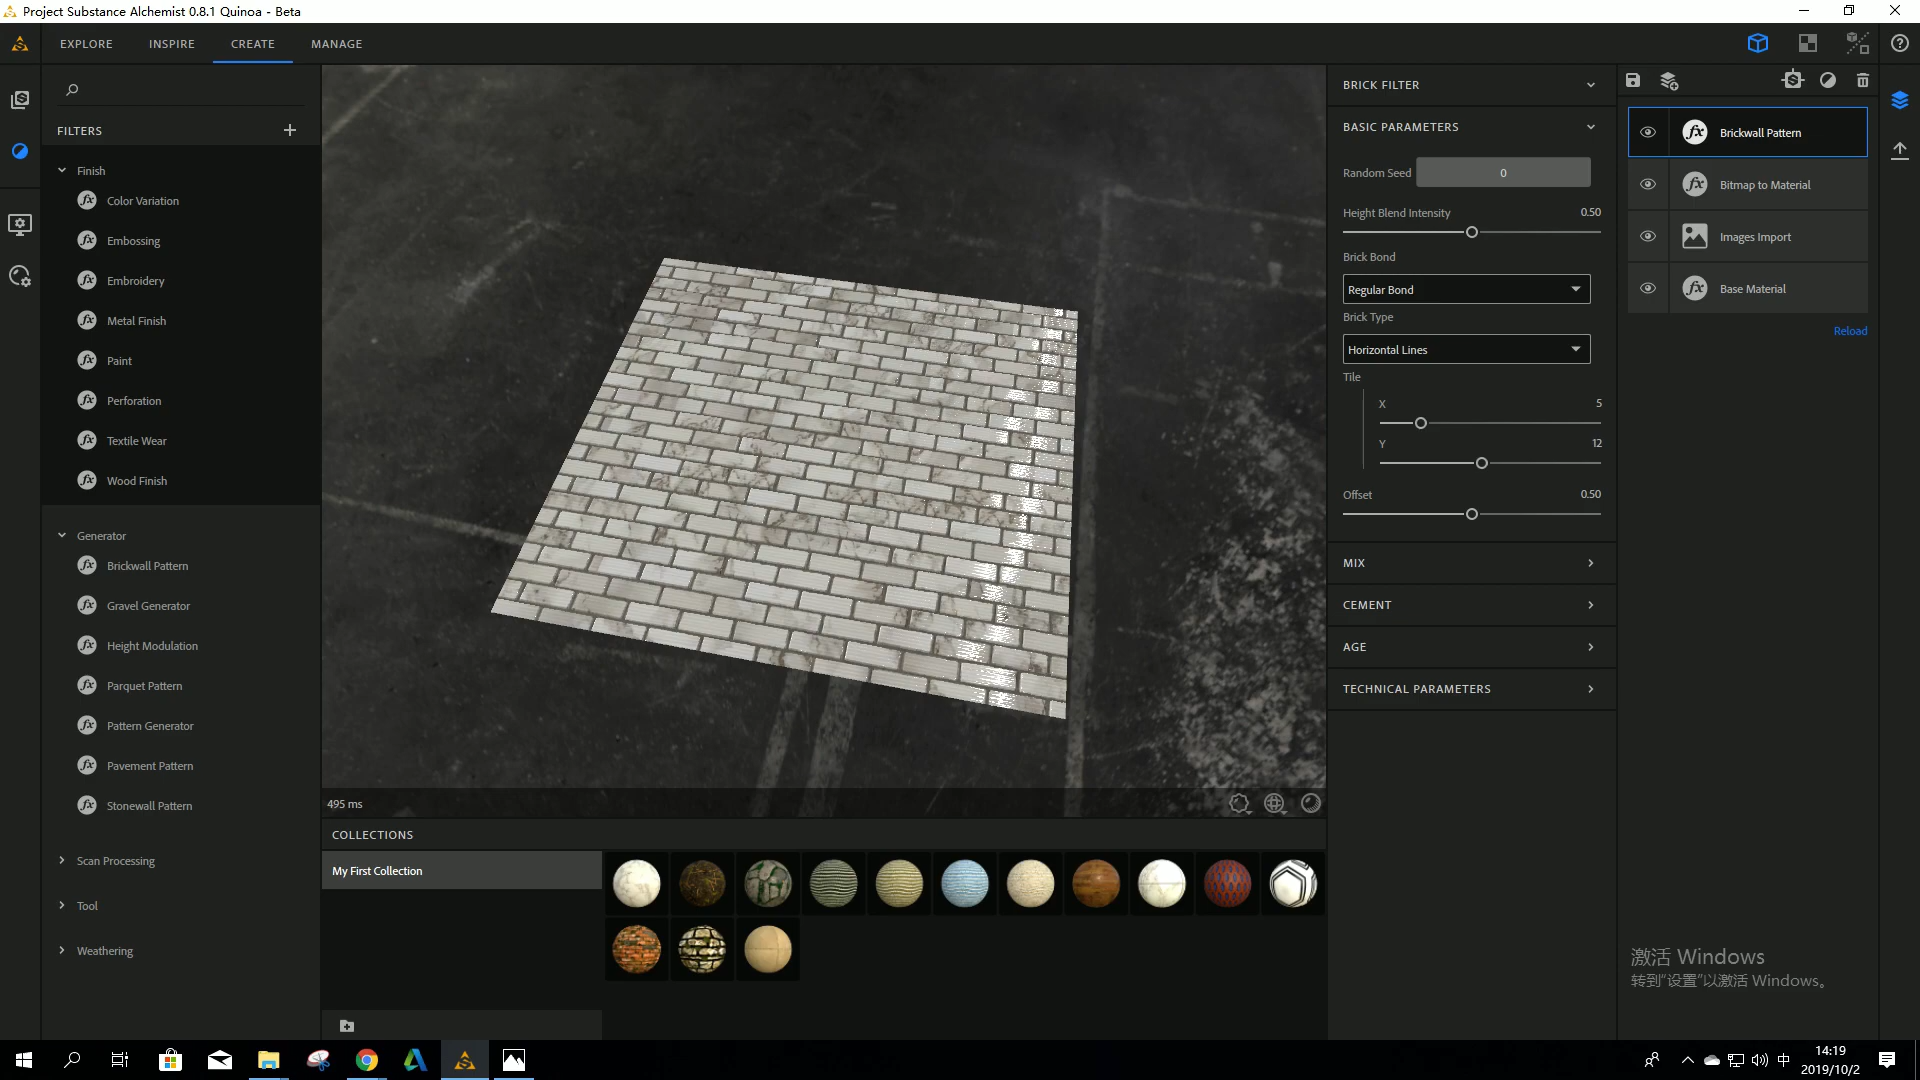 Project Substance Alchemist 0.8.1 Quinoa - Beta
EXPLORE
INSPIRE
CREATE
MANAGE
FILTERS
Finish
Color Variation
Embossing
Embroidery
Metal Finish
Paint
Perforation
Textile Wear
Wood Finish
Generator
Brickwall Pattern
Gravel Generator
Height Modulation
Parquet Pattern
Pattern Generator
Pavement Pattern
Stonewall Pattern
Scan Processing
Tool
Weathering
495 ms
COLLECTIONS
My First Collection
BRICK FILTER
BASIC PARAMETERS
Random Seed 0
Height Blend Intensity 0.50
Brick Bond
Regular Bond
Brick Type
Horizontal Lines
Tile
X 5
Y 12
Offset 0.50
MIX
CEMENT
AGE
TECHNICAL PARAMETERS
Brickwall Pattern
Bitmap to Material
Images Import
Base Material
Reload
激活 Windows
转到“设置”以激活 Windows。
中
14:19
2019/10/2